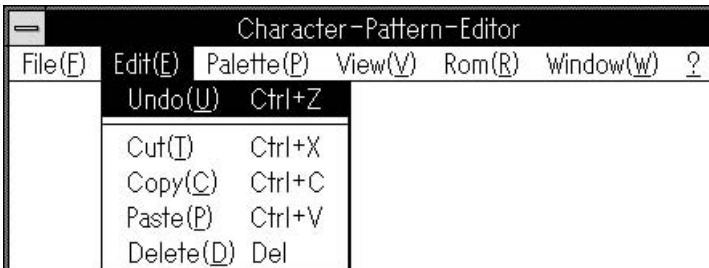 Character-Pattern-Editor
File(F) Edit(E) Palette(P) View(V) Rom(R) Window(W) ?
Undo(U) Ctrl+Z
Cut(T) Ctrl+X
Copy(C) Ctrl+C
Paste(P) Ctrl+V
Delete(D) Del